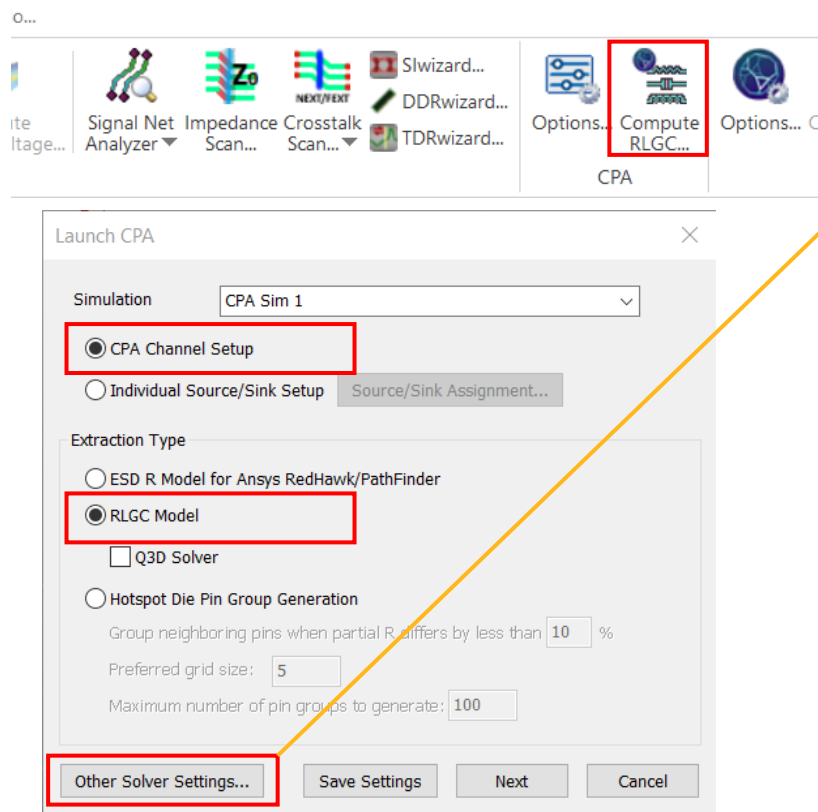 o...
Zo
NEXT/FEXT
SIwizard...
DDRwizard...
TDRwizard...
Signal Net
Analyzer
Impedance
Scan...
Crosstalk
Scan...
Options...
Compute
RLGC...
Options...
CPA
Launch CPA
Simulation CPA Sim 1
CPA Channel Setup
Individual Source/Sink Setup Source/Sink Assignment...
Extraction Type
ESD R Model for Ansys RedHawk/PathFinder
RLGC Model
Q3D Solver
Hotspot Die Pin Group Generation
Group neighboring pins when partial R differs by less than 10 %
Preferred grid size: 5
Maximum number of pin groups to generate: 100
Other Solver Settings... Save Settings Next Cancel